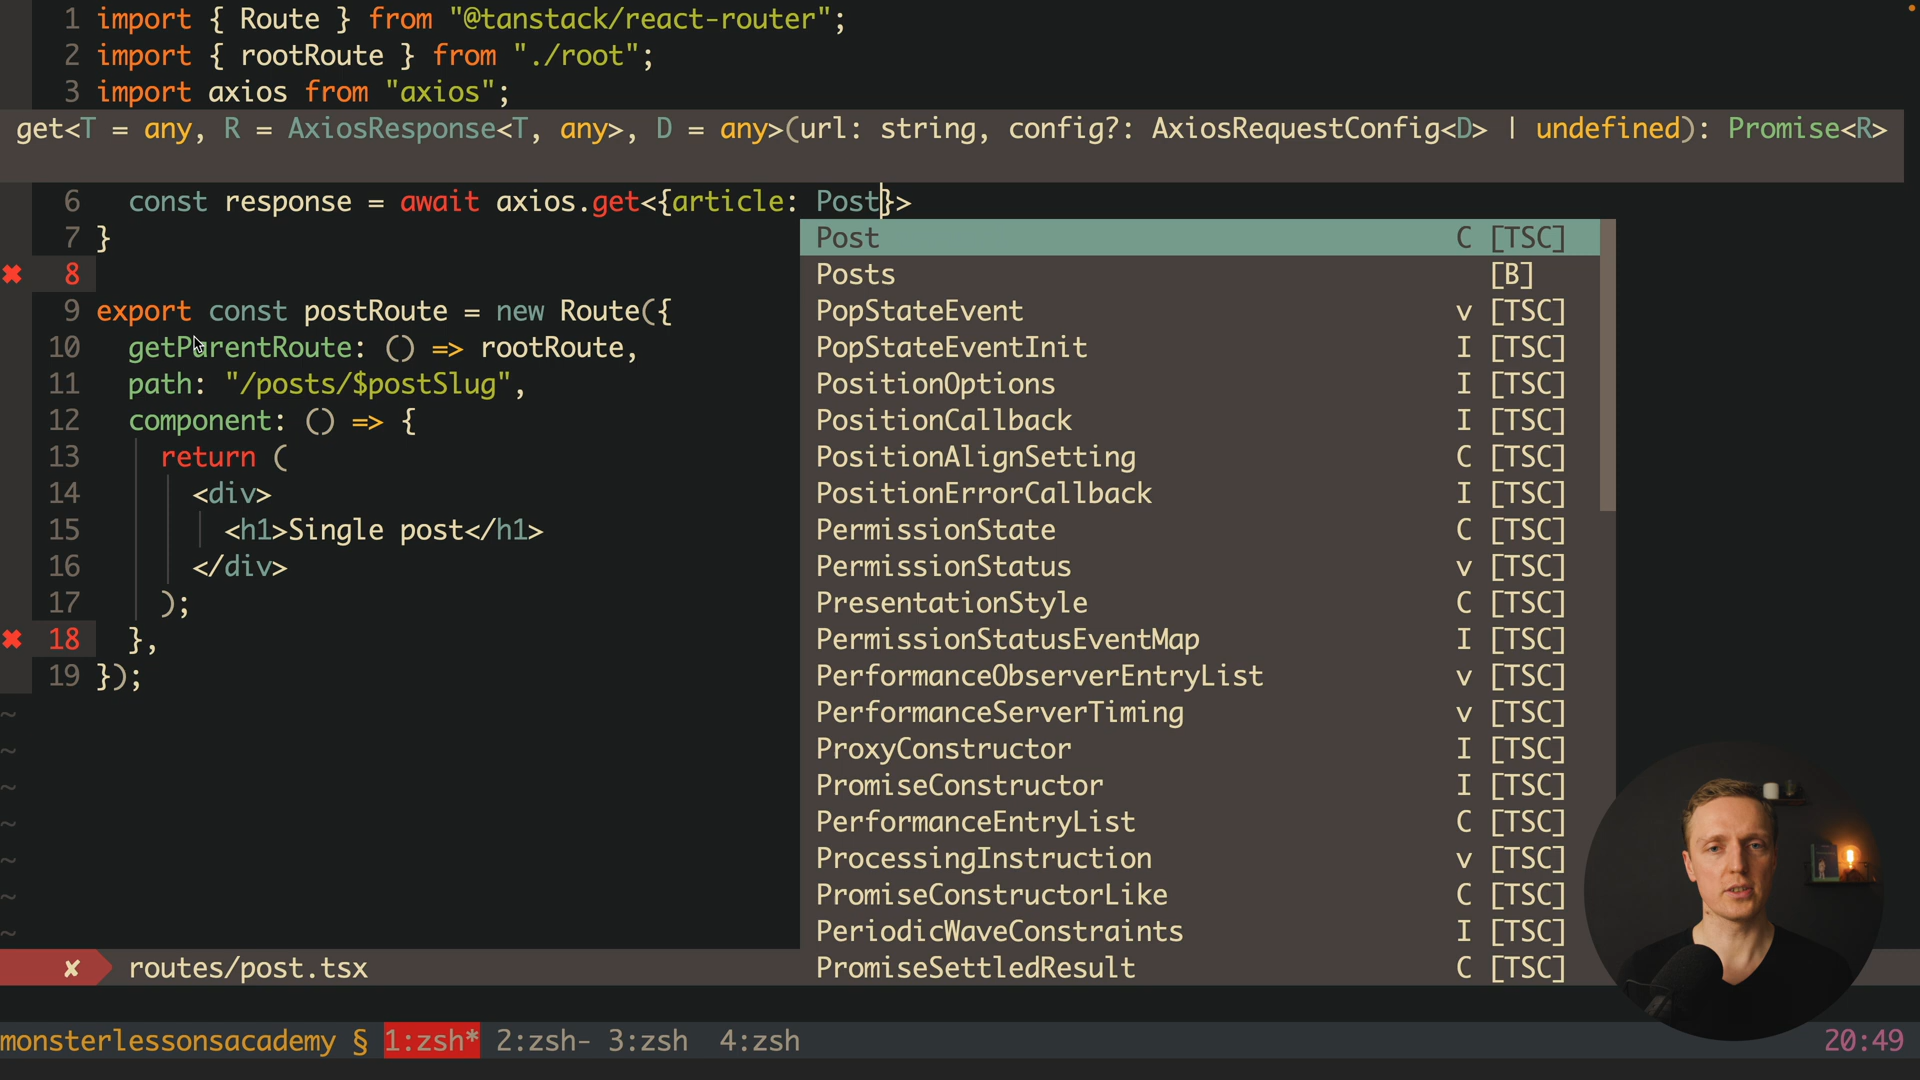 1 import { Route } from "@tanstack/react-router";
2 import { rootRoute } from "./root";
3 import axios from "axios";
get<T = any, R = AxiosResponse<T, any>, D = any>(url: string, config?: AxiosRequestConfig<D> | undefined): Promise<R>
6 const response = await axios.get<{article: Post}>
7 }
Post C [TSC]
✖ 8
Posts [B]
9 export const postRoute = new Route({
PopStateEvent v [TSC]
10 getParentRoute: () => rootRoute,
PopStateEventInit I [TSC]
11 path: "/posts/$postSlug",
PositionOptions I [TSC]
12 component: () => {
PositionCallback I [TSC]
13 return (
PositionAlignSetting C [TSC]
14 <div>
PositionErrorCallback I [TSC]
15 <h1>Single post</h1>
PermissionState C [TSC]
16 </div>
PermissionStatus v [TSC]
17 );
PresentationStyle C [TSC]
✖ 18 },
PermissionStatusEventMap I [TSC]
19 });
PerformanceObserverEntryList v [TSC]
~
PerformanceServerTiming v [TSC]
~
ProxyConstructor I [TSC]
~
PromiseConstructor I [TSC]
~
PerformanceEntryList C [TSC]
~
ProcessingInstruction v [TSC]
~
PromiseConstructorLike C [TSC]
~
PeriodicWaveConstraints I [TSC]
✘ routes/post.tsx
PromiseSettledResult C [TSC]
monsterlessonsacademy § 1:zsh* 2:zsh- 3:zsh 4:zsh 20:49